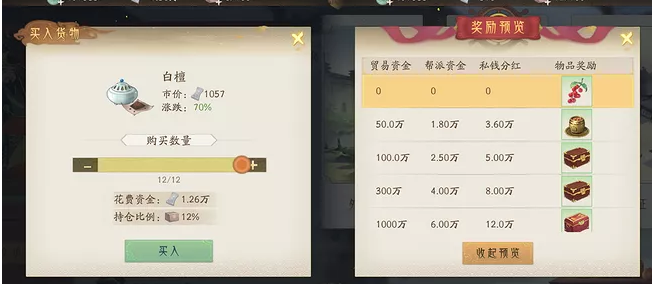 买入货物
白檀
市价: 1057
涨跌: 70%
购买数量
12/12
花费资金: 1.26万
持仓比例: 12%
买入
奖励预览
贸易资金 帮派资金 私钱分红 物品奖励
0 0 0
50.0万 1.80万 3.60万
100.0万 2.50万 5.00万
300万 4.00万 8.00万
1000万 6.00万 12.0万
收起预览